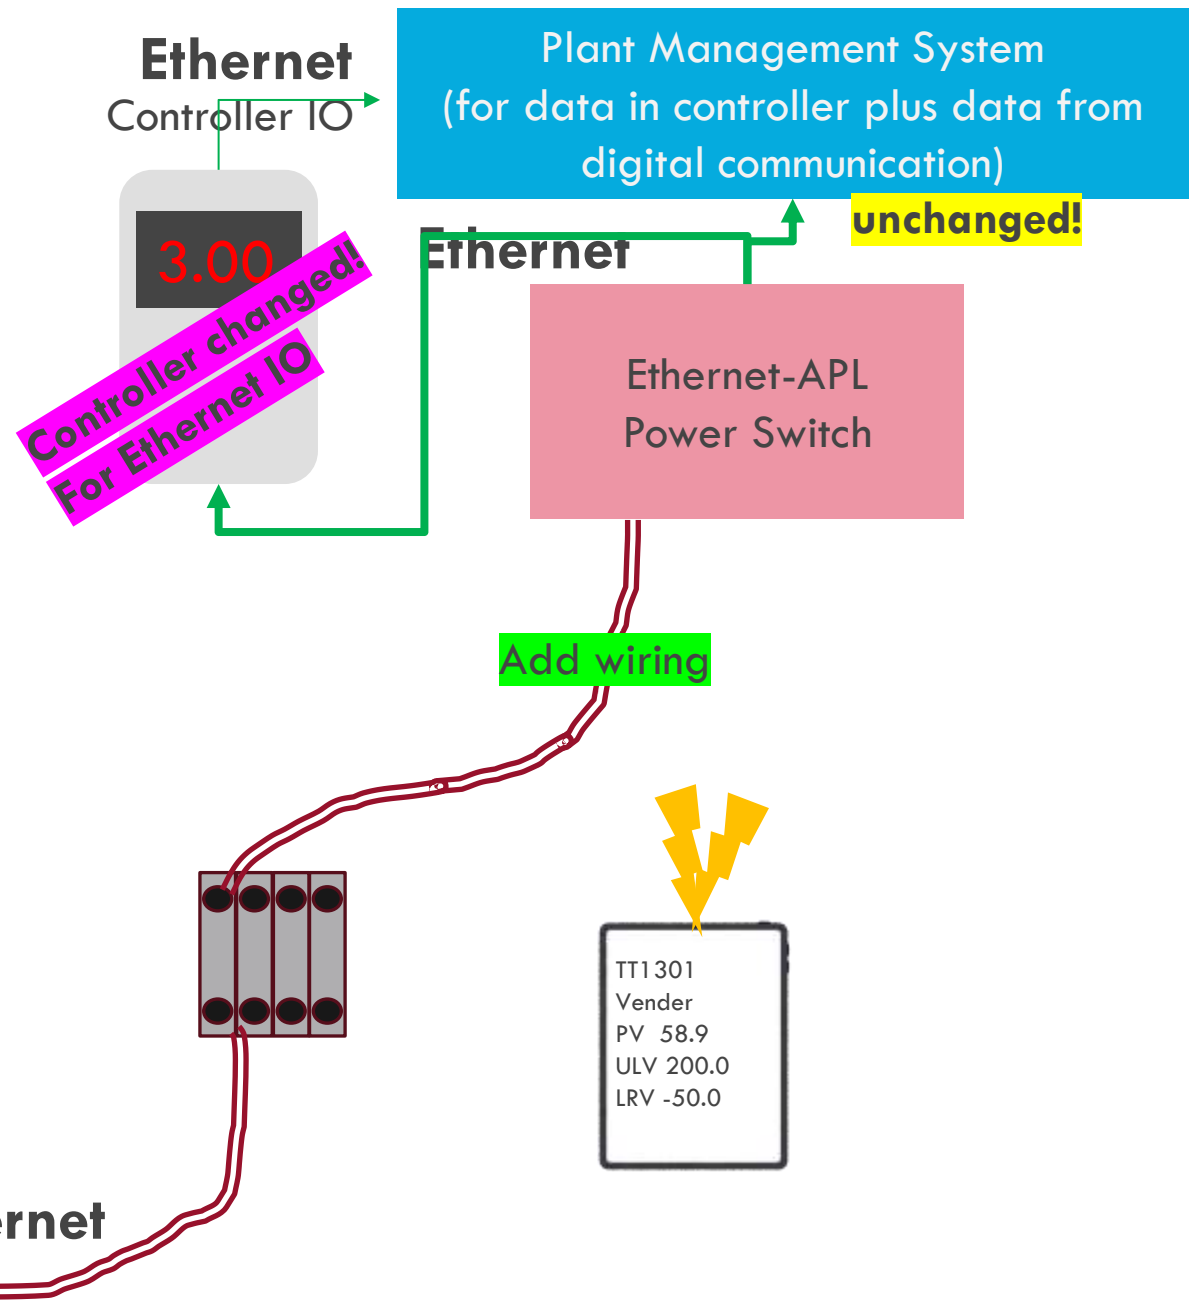 Ethernet
Controller IO
Plant Management System
(for data in controller plus data from
digital communication)
unchanged!
Ethernet
3.00
Controller changed!
For Ethernet IO
Ethernet-APL
Power Switch
Add wiring
TT1301
Vender
PV 58.9
ULV 200.0
LRV -50.0
ernet